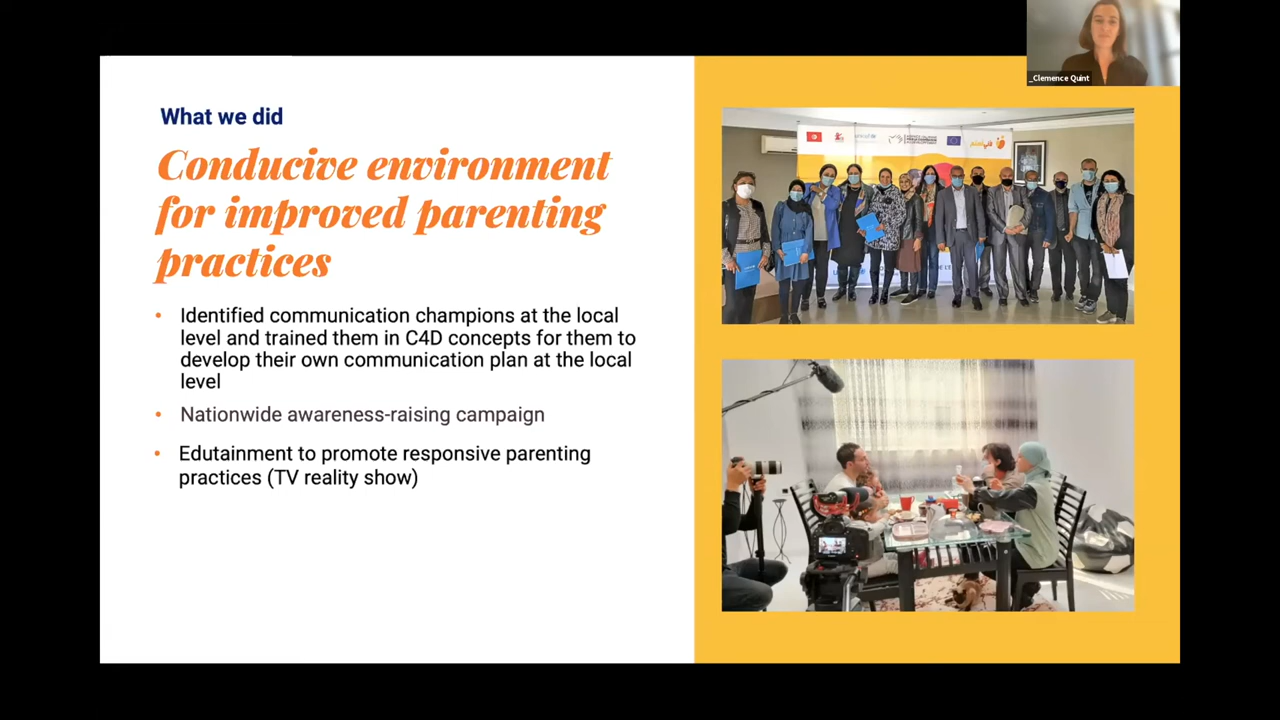 _Clemence Quint
What we did
Conducive environment
for improved parenting
practices
• Identified communication champions at the local
level and trained them in C4D concepts for them to
develop their own communication plan at the local
level
• Nationwide awareness-raising campaign
• Edutainment to promote responsive parenting
practices (TV reality show)
unicef